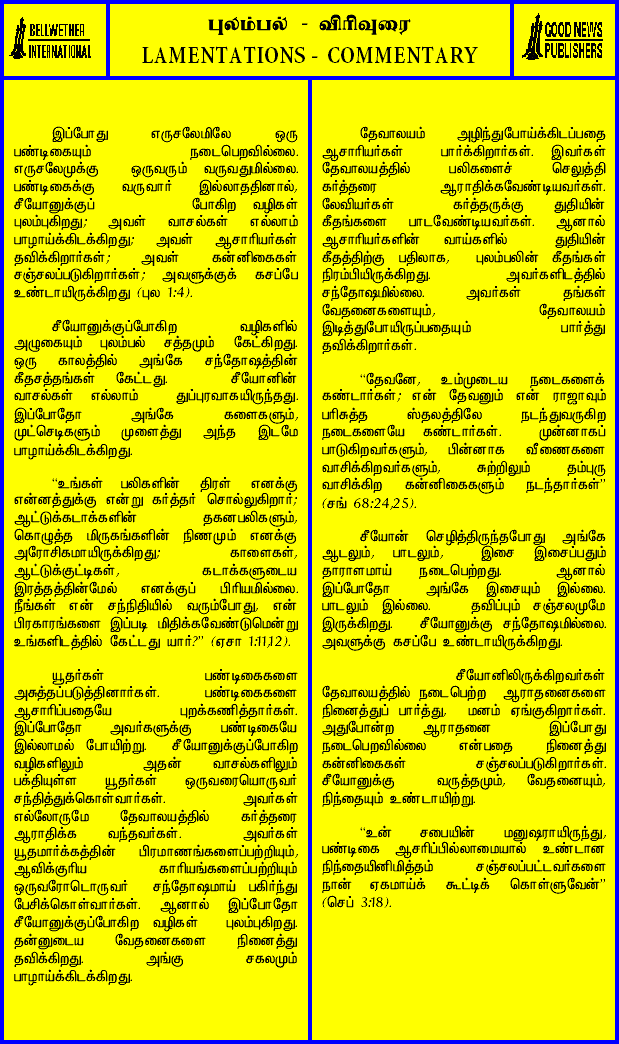 BELLWETHER
INTERNATIONAL
புலம்பல் - விரிவுரை
LAMENTATIONS - COMMENTARY
GOOD NEWS
PUBLISHERS
இப்போது எருசலேமிலே ஒரு
பண்டிகையும் நடைபெறவில்லை.
எருசலேமுக்கு ஒருவரும் வருவதுமில்லை.
பண்டிகைக்கு வருவார் இல்லாததினால்,
சீயோனுக்குப் போகிற வழிகள்
புலம்புகிறது; அவள் வாசல்கள் எல்லாம்
பாழாய்க்கிடக்கிறது; அவள் ஆசாரியர்கள்
தவிக்கிறார்கள்; அவள் கன்னிகைகள்
சஞ்சலப்படுகிறார்கள்; அவளுக்குக் கசப்பே
உண்டாயிருக்கிறது (புல 1:4).
சீயோனுக்குப்போகிற வழிகளில்
அழுகையும் புலம்பல் சத்தமும் கேட்கிறது.
ஒரு காலத்தில் அங்கே சந்தோஷத்தின்
கீதசத்தங்கள் கேட்டது. சீயோனின்
வாசல்கள் எல்லாம் துப்புரவாகயிருந்தது.
இப்போதோ அங்கே களைகளும்,
முட்செடிகளும் முளைத்து அந்த இடமே
பாழாய்க்கிடக்கிறது.
"உங்கள் பலிகளின் திரள் எனக்கு
என்னத்துக்கு என்று கர்த்தர் சொல்லுகிறார்;
ஆட்டுக்கடாக்களின் தகனபலிகளும்,
கொழுத்த மிருகங்களின் நிணமும் எனக்கு
அரோசிகமாயிருக்கிறது; காளைகள்,
ஆட்டுக்குட்டிகள், கடாக்களுடைய
இரத்தத்தின்மேல் எனக்குப் பிரியமில்லை.
நீங்கள் என் சந்நிதியில் வரும்போது, என்
பிரகாரங்களை இப்படி மிதிக்கவேண்டுமென்று
உங்களிடத்தில் கேட்டது யார்?" (ஏசா 1:11,12).
யூதர்கள் பண்டிகைகளை
அசுத்தப்படுத்தினார்கள். பண்டிகைகளை
ஆசாரிப்பதையே புறக்கணித்தார்கள்.
இப்போதோ அவர்களுக்கு பண்டிகையே
இல்லாமல் போயிற்று. சீயோனுக்குப்போகிற
வழிகளிலும் அதன் வாசல்களிலும்
பக்தியுள்ள யூதர்கள் ஒருவரையொருவர்
சந்தித்துக்கொள்வார்கள். அவர்கள்
எல்லோருமே தேவாலயத்தில் கர்த்தரை
ஆராதிக்க வந்தவர்கள். அவர்கள்
யூதமார்க்கத்தின் பிரமாணங்களைப்பற்றியும்,
ஆவிக்குரிய காரியங்களைப்பற்றியும்
ஒருவரோடொருவர் சந்தோஷமாய் பகிர்ந்து
பேசிக்கொள்வார்கள். ஆனால் இப்போதோ
சீயோனுக்குப்போகிற வழிகள் புலம்புகிறது.
தன்னுடைய வேதனைகளை நினைத்து
தவிக்கிறது. அங்கு சகலமும்
பாழாய்க்கிடக்கிறது.
தேவாலயம் அழிந்துபோய்க்கிடப்பதை
ஆசாரியர்கள் பார்க்கிறார்கள். இவர்கள்
தேவாலயத்தில் பலிகளைச் செலுத்தி
கர்த்தரை ஆராதிக்கவேண்டியவர்கள்.
லேவியர்கள் கர்த்தருக்கு துதியின்
கீதங்களை பாடவேண்டியவர்கள். ஆனால்
ஆசாரியர்களின் வாய்களில் துதியின்
கீதத்திற்கு பதிலாக, புலம்பலின் கீதங்கள்
நிரம்பியிருக்கிறது. அவர்களிடத்தில்
சந்தோஷமில்லை. அவர்கள் தங்கள்
வேதனைகளையும், தேவாலயம்
இடித்துபோயிருப்பதையும் பார்த்து
தவிக்கிறார்கள்.
"தேவனே, உம்முடைய நடைகளைக்
கண்டார்கள்; என் தேவனும் என் ராஜாவும்
பரிசுத்த ஸ்தலத்திலே நடந்துவருகிற
நடைகளையே கண்டார்கள். முன்னாகப்
பாடுகிறவர்களும், பின்னாக வீணைகளை
வாசிக்கிறவர்களும், சுற்றிலும் தம்புரு
வாசிக்கிற கன்னிகைகளும் நடந்தார்கள்"
(சங் 68:24,25).
சீயோன் செழித்திருந்தபோது அங்கே
ஆடலும், பாடலும், இசை இசைப்பதும்
தாராளமாய் நடைபெற்றது. ஆனால்
இப்போதோ அங்கே இசையும் இல்லை.
பாடலும் இல்லை. தவிப்பும் சஞ்சலமுமே
இருக்கிறது. சீயோனுக்கு சந்தோஷமில்லை.
அவளுக்கு கசப்பே உண்டாயிருக்கிறது.
சீயோனிலிருக்கிறவர்கள்
தேவாலயத்தில் நடைபெற்ற ஆராதனைகளை
நினைத்துப் பார்த்து, மனம் ஏங்குகிறார்கள்.
அதுபோன்ற ஆராதனை இப்போது
நடைபெறவில்லை என்பதை நினைத்து
கன்னிகைகள் சஞ்சலப்படுகிறார்கள்.
சீயோனுக்கு வருத்தமும், வேதனையும்,
நிந்தையும் உண்டாயிற்று.
"உன் சபையின் மனுஷராயிருந்து,
பண்டிகை ஆசரிப்பில்லாமையால் உண்டான
நிந்தையினிமித்தம் சஞ்சலப்பட்டவர்களை
நான் ஏகமாய்க் கூட்டிக் கொள்ளுவேன்"
(செப் 3:18).